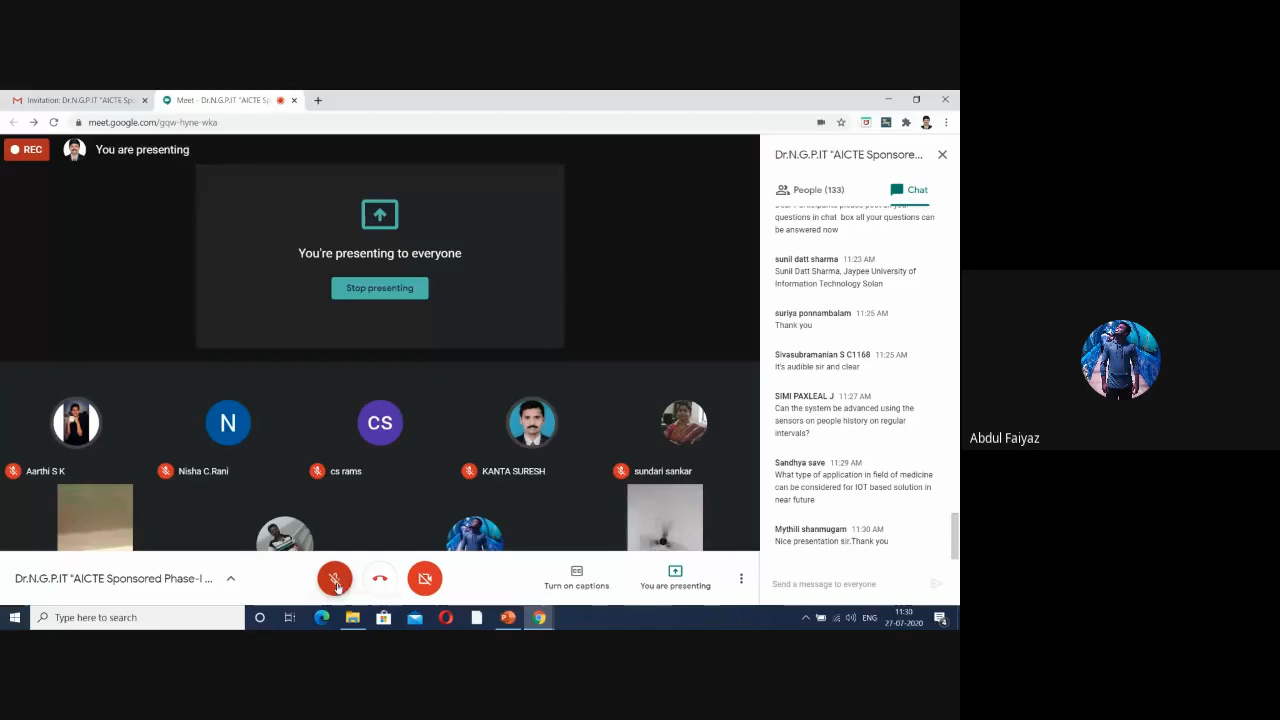 Invitation: Dr.N.G.P.IT "AICTE Spo
Meet - Dr.N.G.P.IT "AICTE Sp
meet.google.com/gqw-hyne-wka
REC
You are presenting
You're presenting to everyone
Stop presenting
N
CS
Aarthi S K
Nisha C.Rani
cs rams
KANTA SURESH
sundari sankar
Dr.N.G.P.IT "AICTE Sponsored Phase-I ...
Turn on captions
You are presenting
Dr.N.G.P.IT "AICTE Sponsore...
People (133)
Chat
questions in chat box all your questions can
be answered now
sunil datt sharma 11:23 AM
Sunil Datt Sharma, Jaypee University of
Information Technology Solan
suriya ponnambalam 11:25 AM
Thank you
Sivasubramanian S C1168 11:25 AM
It's audible sir and clear
SIMI PAXLEAL J 11:27 AM
Can the system be advanced using the
sensors on people history on regular
intervals?
Sandhya save 11:29 AM
What type of application in field of medicine
can be considered for IOT based solution in
near future
Mythili shanmugam 11:30 AM
Nice presentation sir.Thank you
Send a message to everyone
Type here to search
ENG
11:30
27-07-2020
4
Abdul Faiyaz